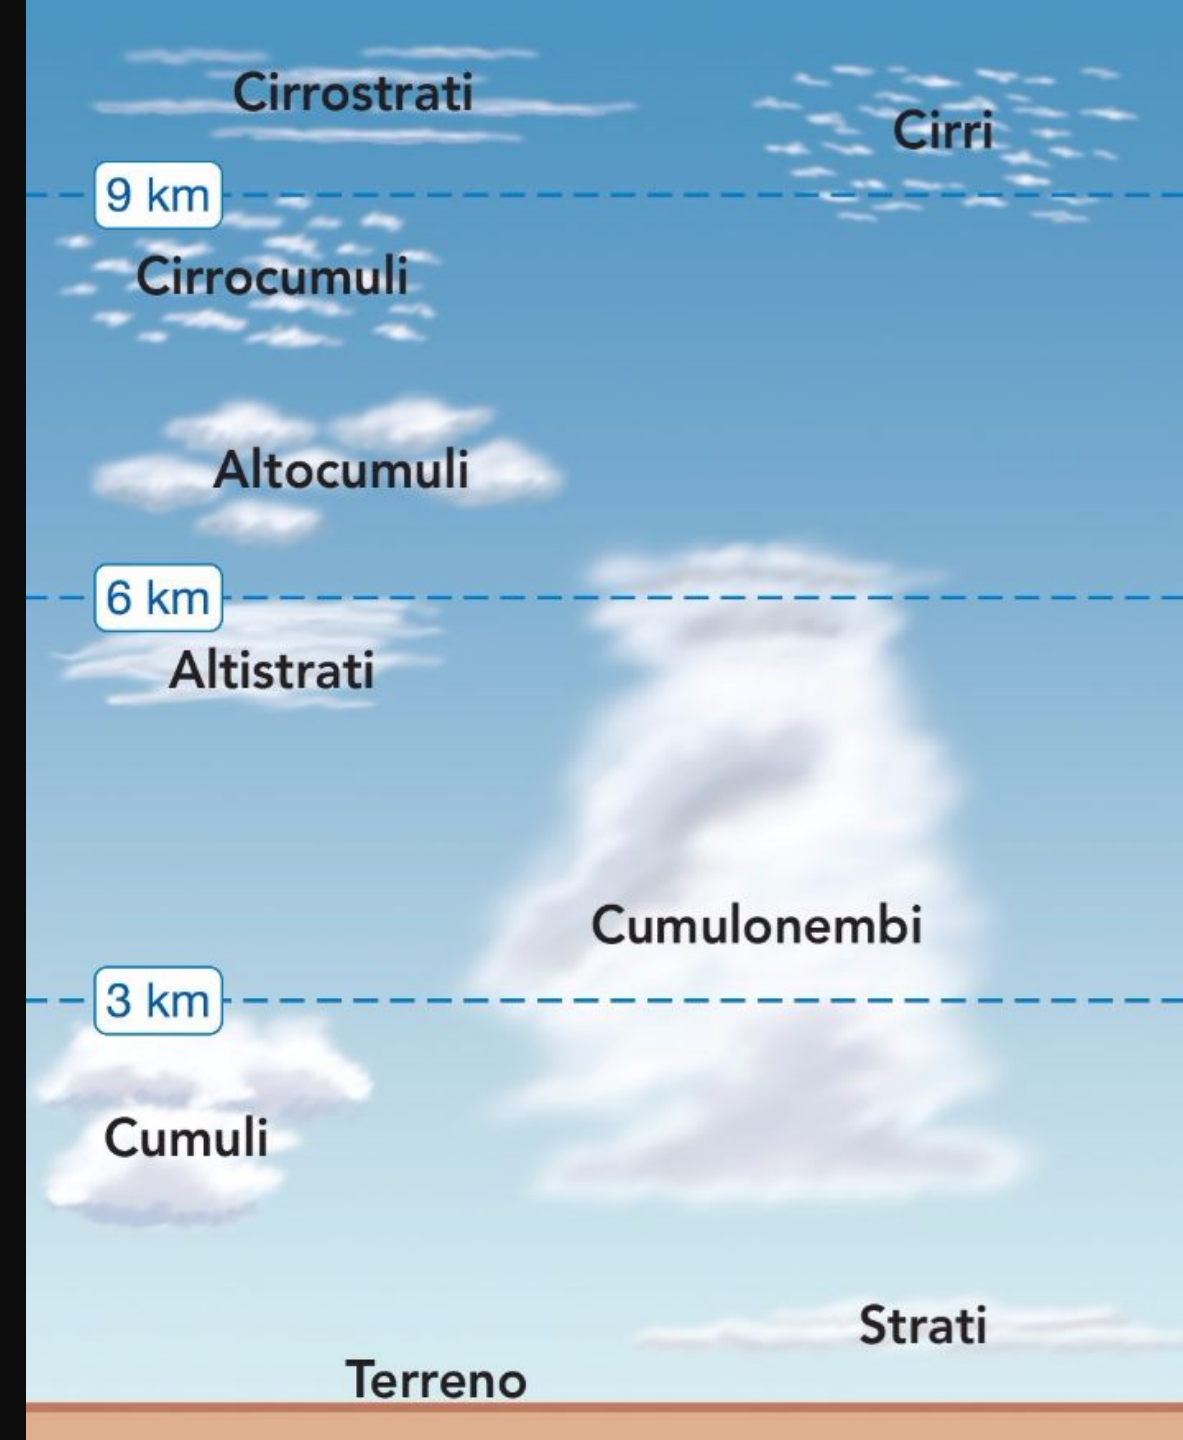 Cirrostrati
Cirri
9 km
Cirrocumuli
Altocumuli
6 km
Altistrati
Cumulonembi
3 km
Cumuli
Strati
Terreno